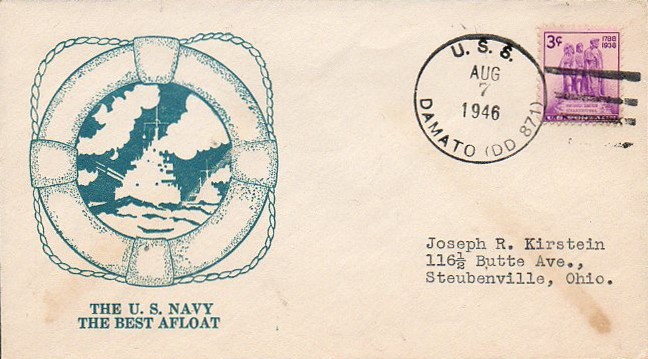 U. S. S.
AUG
7
1946
DAMATO (DD 871)
3¢
1788
1938
U.S. POSTAGE
Joseph R. Kirstein
116½ Butte Ave.,
Steubenville, Ohio.
THE U. S. NAVY
THE BEST AFLOAT